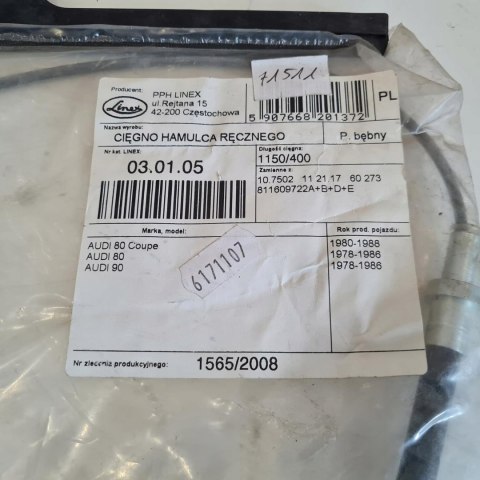 Producent:
Linex
PPH LINEX
ul.Rejtana 15
42-200 Częstochowa
71511
5 907668 201372
PL
Nazwa wyrobu:
CIĘGNO HAMULCA RĘCZNEGO
P. bębny
Nr kat. LINEX:
03.01.05
Długość cięgna:
1150/400
Zamienne z:
10.7502 11 21.17 60 273
811609722A+B+D+E
Marka, model:
Rok prod. pojazdu:
AUDI 80 Coupe
1980-1988
AUDI 80
1978-1986
AUDI 90
1978-1986
6171107
Nr zlecenia produkcyjnego:
1565/2008